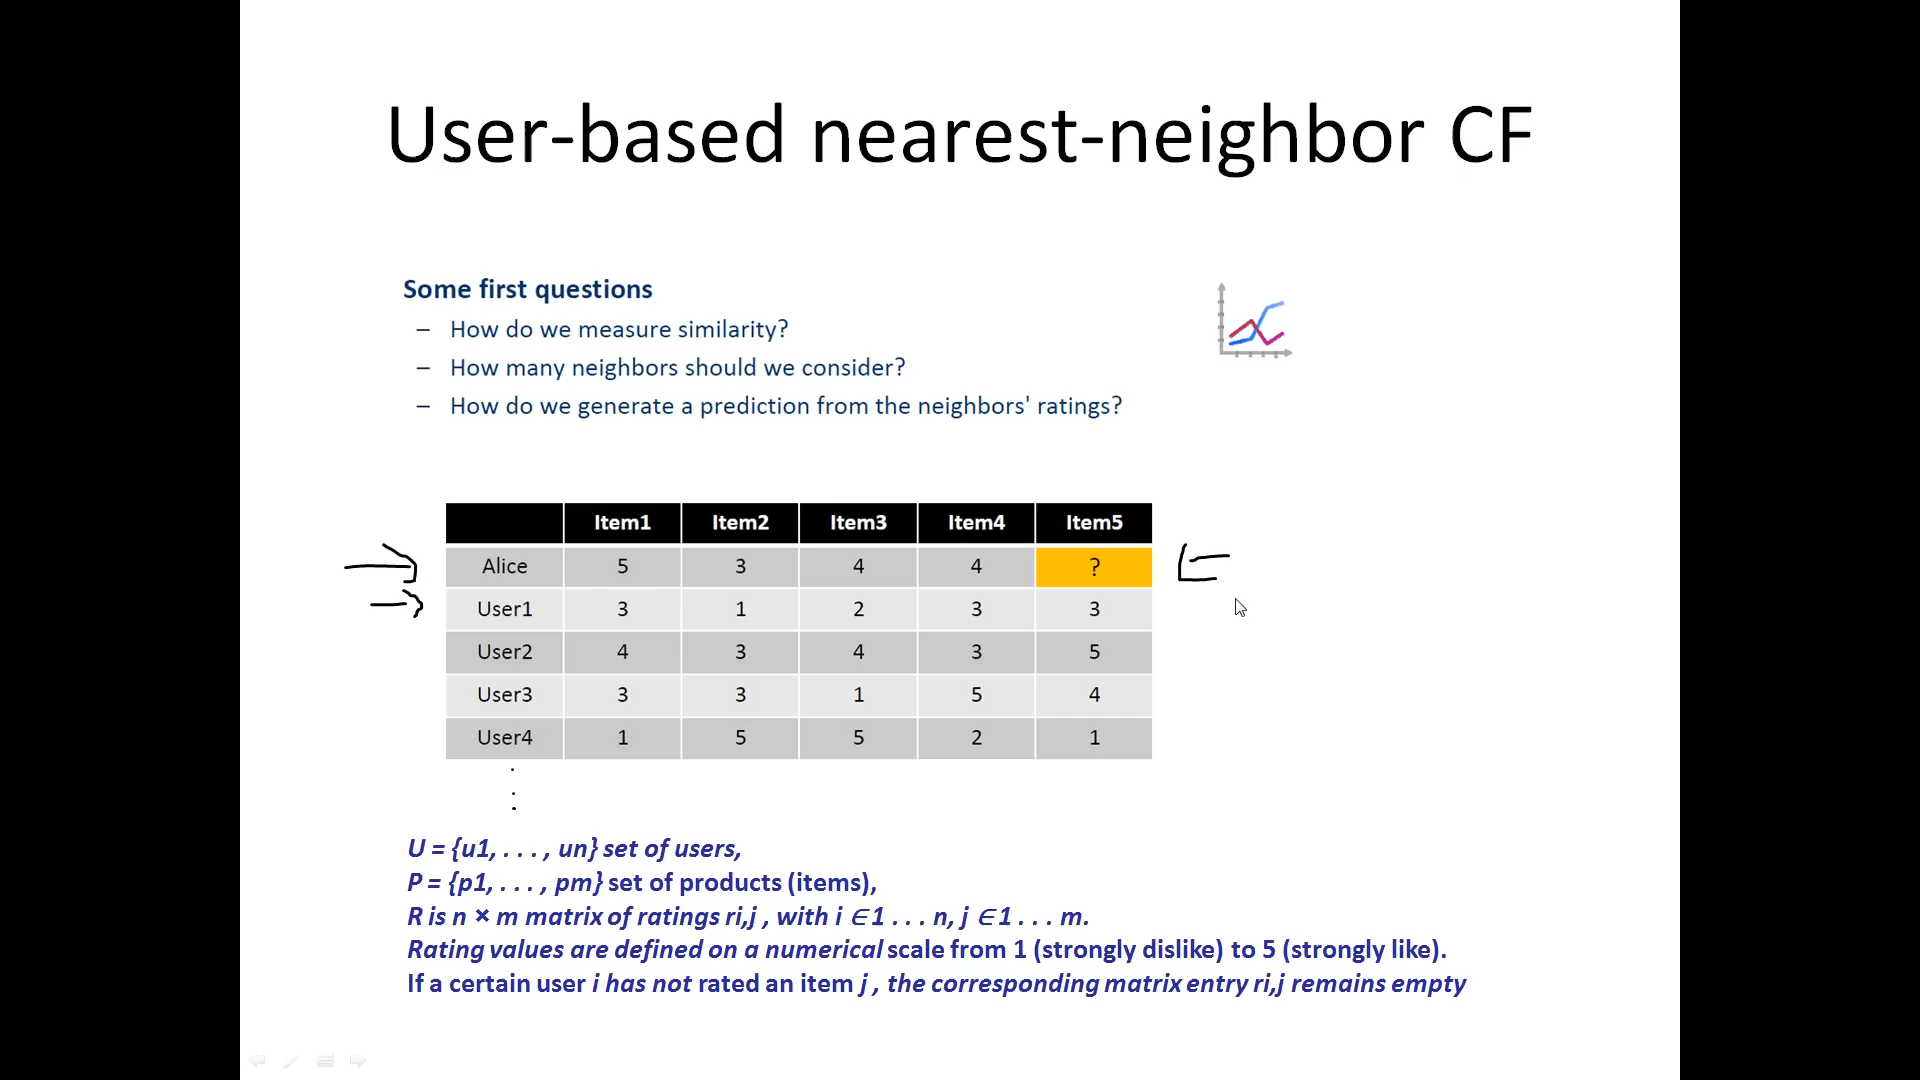 User-based nearest-neighbor CF
Some first questions
– How do we measure similarity?
– How many neighbors should we consider?
– How do we generate a prediction from the neighbors' ratings?
Item1 Item2 Item3 Item4 Item5
Alice 5 3 4 4 ?
User1 3 1 2 3 3
User2 4 3 4 3 5
User3 3 3 1 5 4
User4 1 5 5 2 1
U = {u1, . . . , un} set of users,
P = {p1, . . . , pm} set of products (items),
R is n × m matrix of ratings ri,j , with i ∈ 1 . . . n, j ∈ 1 . . . m.
Rating values are defined on a numerical scale from 1 (strongly dislike) to 5 (strongly like).
If a certain user i has not rated an item j , the corresponding matrix entry ri,j remains empty